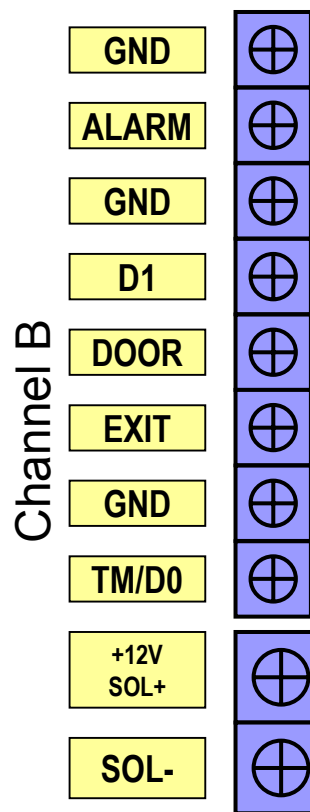 GND
ALARM
GND
D1
DOOR
EXIT
GND
TM/D0
+12V
SOL+
SOL-
Channel B